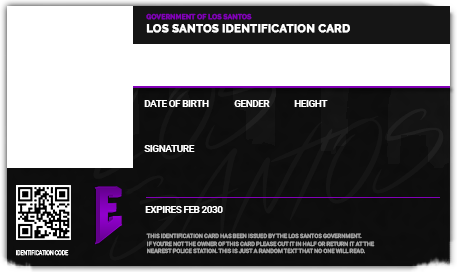 GOVERNMENT OF LOS SANTOS
LOS SANTOS IDENTIFICATION CARD
DATE OF BIRTH GENDER HEIGHT
SIGNATURE
EXPIRES FEB 2030
IDENTIFICATION CODE
THIS IDENTIFICATION CARD HAS BEEN ISSUED BY THE LOS SANTOS GOVERNMENT.
IF YOU'RE NOT THE OWNER OF THIS CARD PLEASE CUT IT IN HALF OR RETURN IT AT THE
NEAREST POLICE STATION. THIS IS JUST A RANDOM TEXT THAT NO ONE WILL READ.
LOS
SANTOS
E